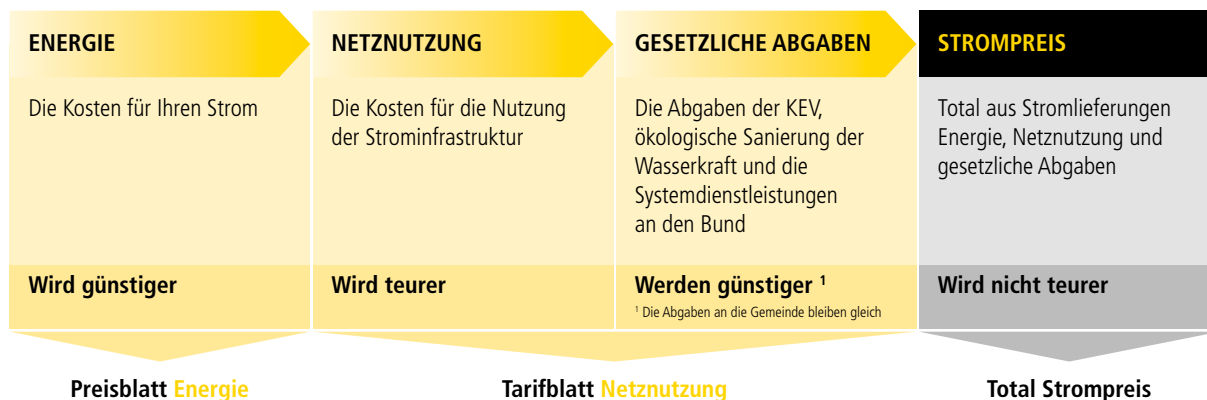 ENERGIE
Die Kosten für Ihren Strom
Wird günstiger
NETZNUTZUNG
Die Kosten für die Nutzung
der Strominfrastruktur
Wird teurer
GESETZLICHE ABGABEN
Die Abgaben der KEV,
ökologische Sanierung der
Wasserkraft und die
Systemdienstleistungen
an den Bund
Werden günstiger ¹
¹ Die Abgaben an die Gemeinde bleiben gleich
STROMPREIS
Total aus Stromlieferungen
Energie, Netznutzung und
gesetzliche Abgaben
Wird nicht teurer
Preisblatt Energie
Tarifblatt Netznutzung
Total Strompreis